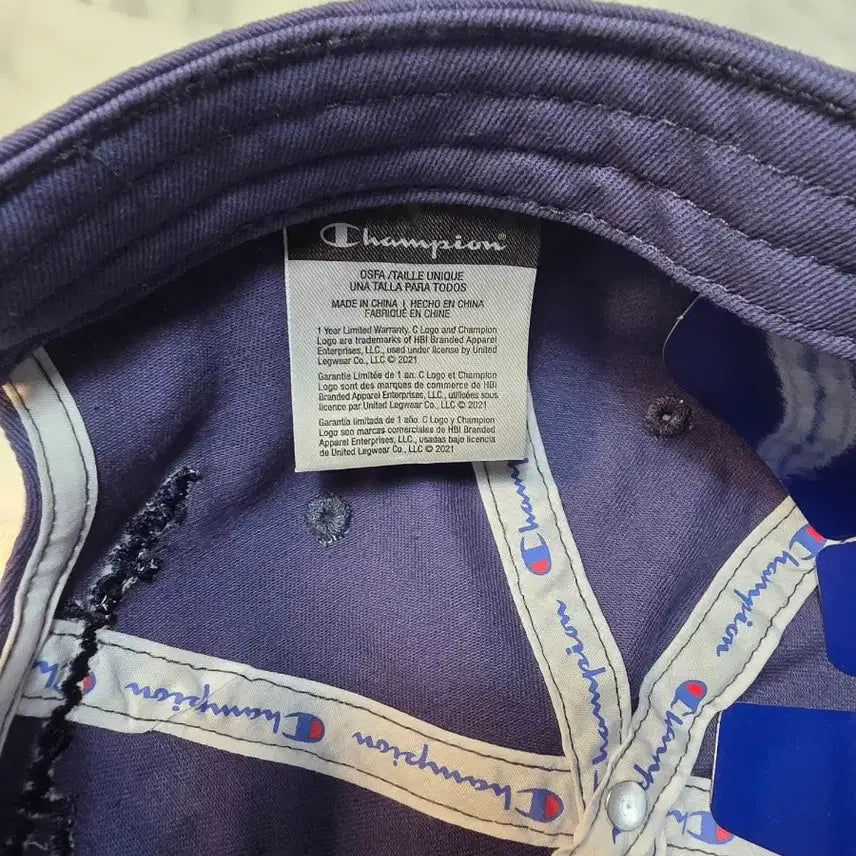 Champion
OSFA /TAILLE UNIQUE
UNA TALLA PARA TODOS
MADE IN CHINA | HECHO EN CHINA
FABRIQUÉ EN CHINE
1 Year Limited Warranty. C Logo and Champion
Logo are trademarks of HBI Branded Apparel
Enterprises, LLC., used under license by United
Legwear Co., LLC © 2021
Garantie Limitée de 1 an. C Logo et Champion
Logo sont des marques de commerce de HBI
Branded Apparel Enterprises, LLC., utilisées sous
licence par United Legwear Co., LLC © 2021
Garantía limitada de 1 año. C Logo y Champion
Logo son marcas comerciales de HBI Branded
Apparel Enterprises, LLC., usadas bajo licencia
de United Legwear Co., LLC © 2021
Champion
Champion
Champion
Champion
Champion
Champion
Champion
Ch